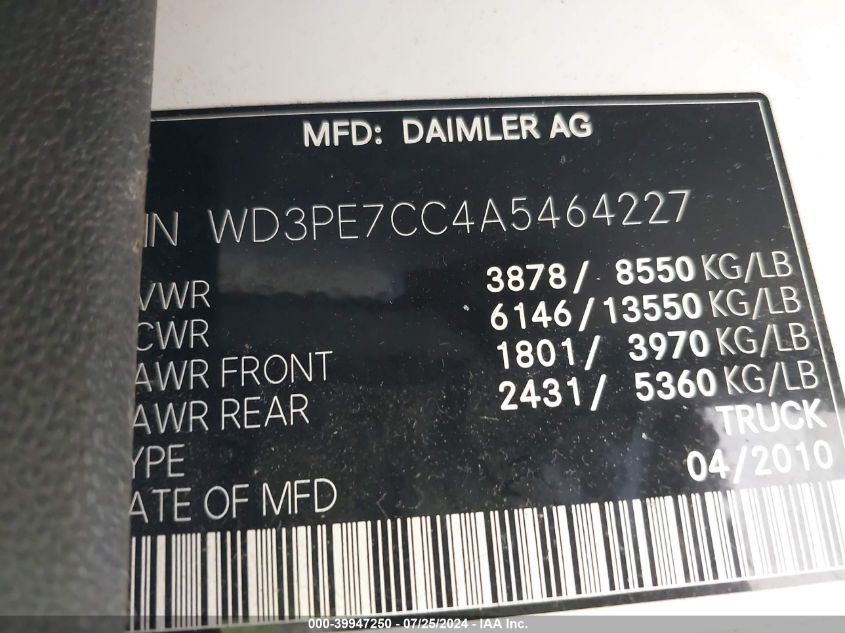 MFD: DAIMLER AG
IN WD3PE7CC4A5464227
VWR 3878/ 8550 KG/LB
CWR 6146/13550 KG/LB
AWR FRONT 1801/ 3970 KG/LB
AWR REAR 2431/ 5360 KG/LB
YPE TRUCK
ATE OF MFD 04/2010
000-39947250 - 07/25/2024 - IAA Inc.